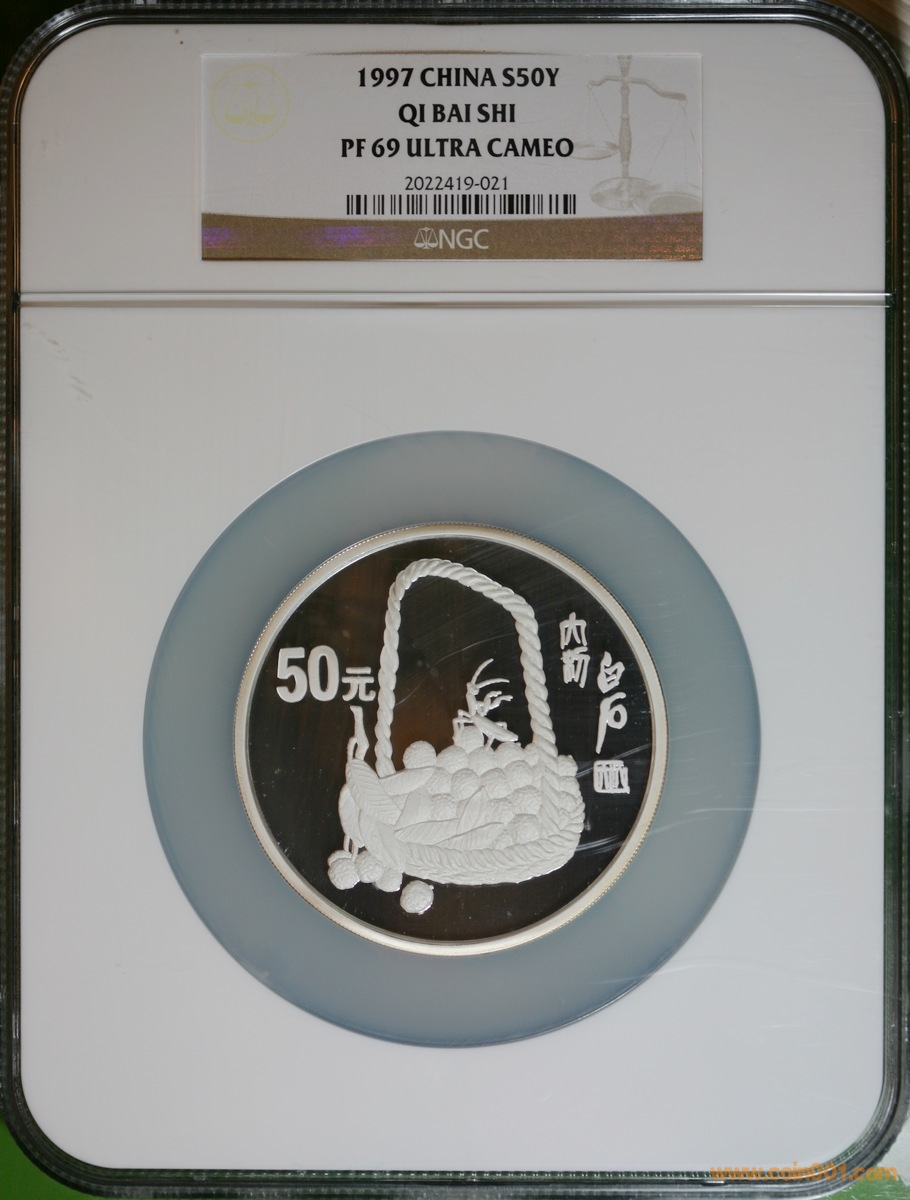 1997 CHINA S50Y
QI BAI SHI
PF 69 ULTRA CAMEO
2022419-021
NGC
50元
白石
www.coin001.com